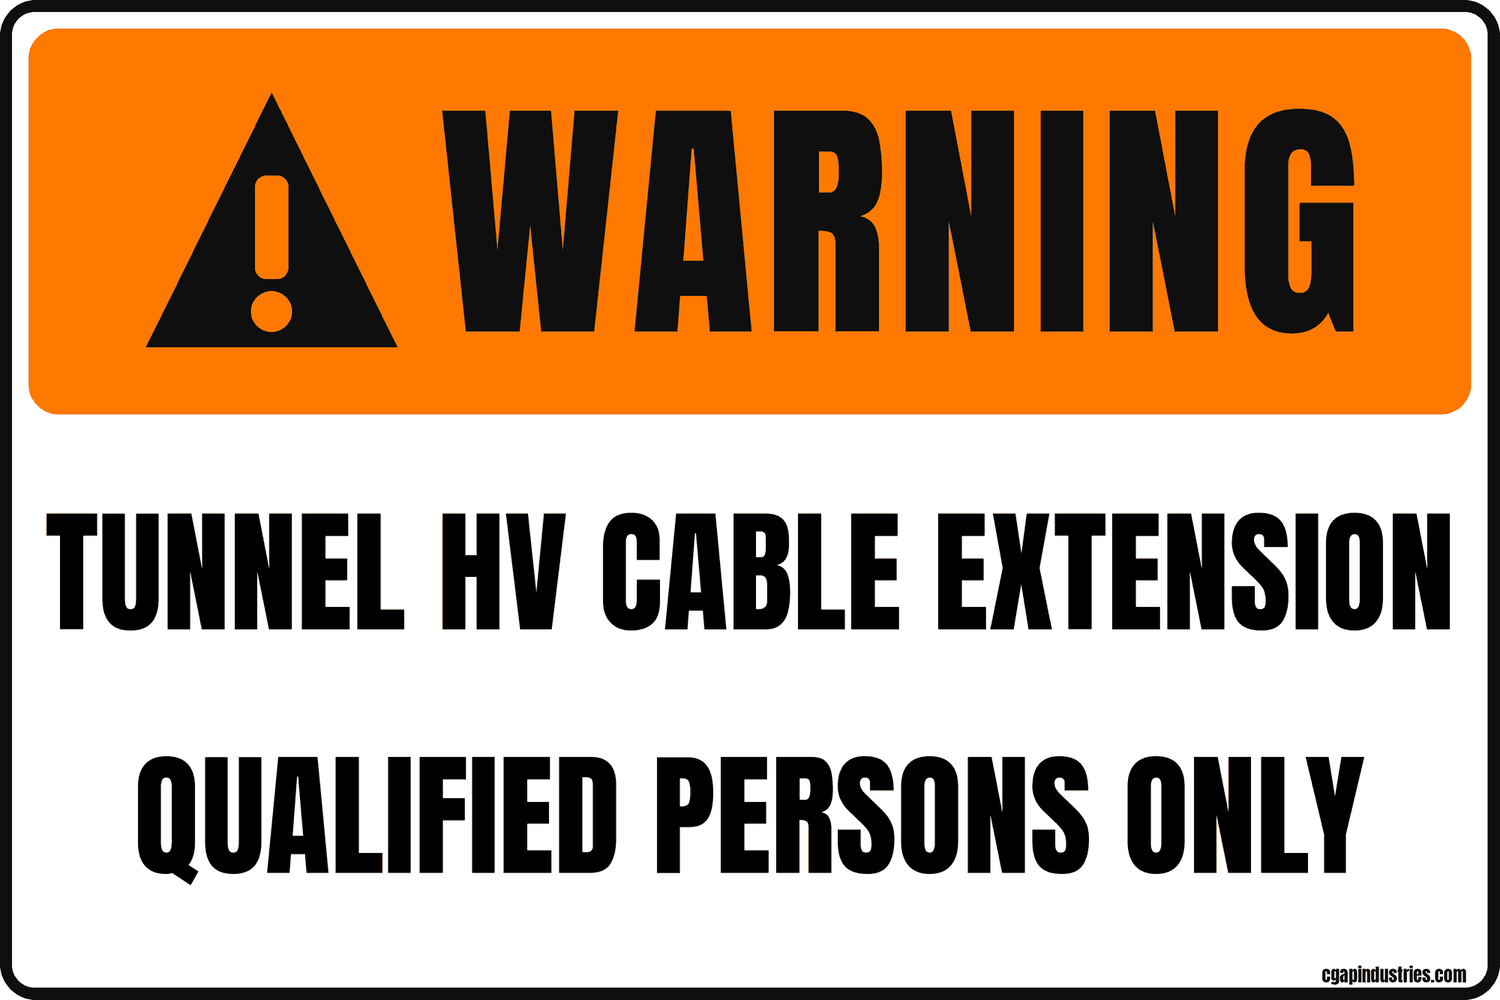 WARNING
TUNNEL HV CABLE EXTENSION
QUALIFIED PERSONS ONLY
cgapindustries.com